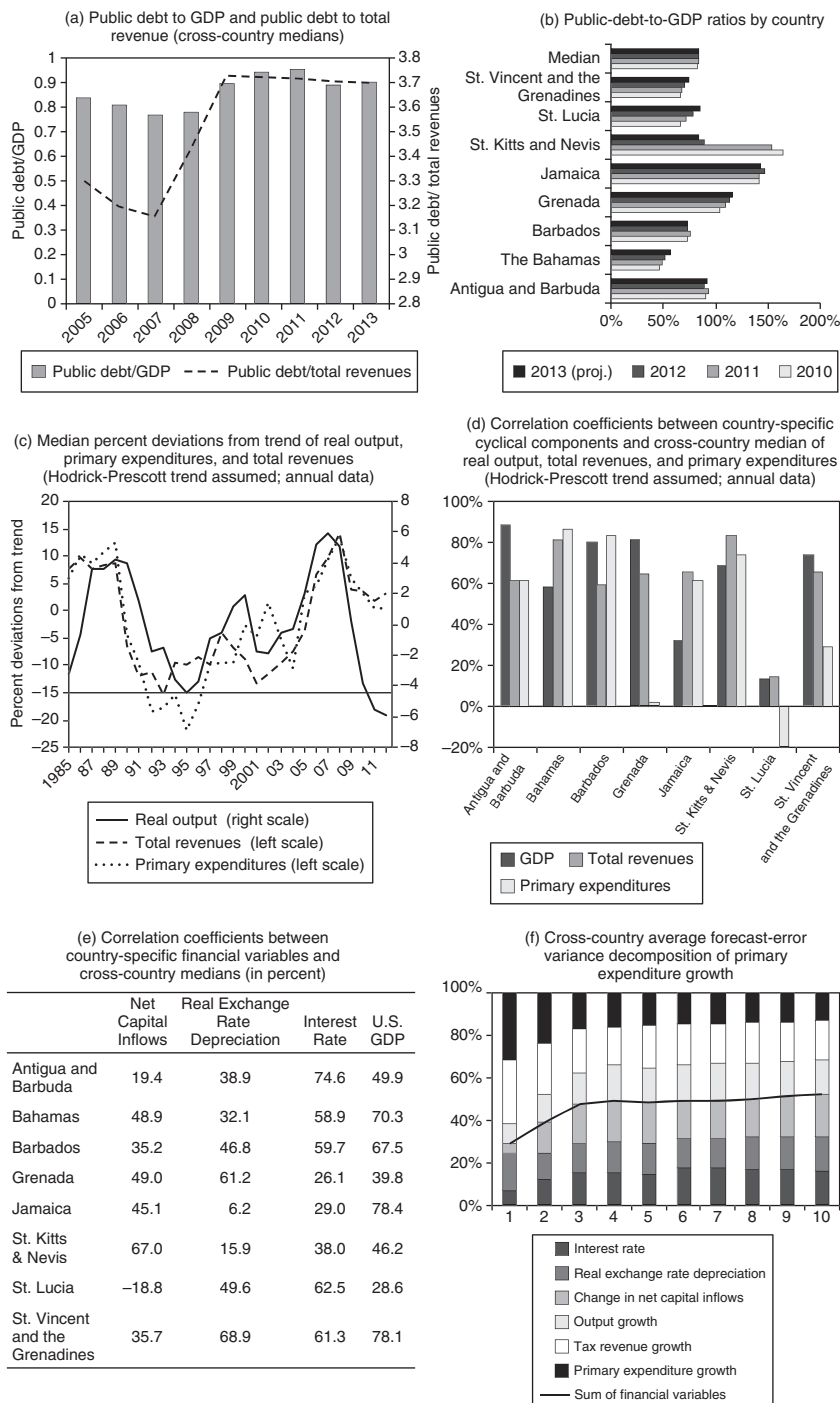 (a) Public debt to GDP and public debt to total
revenue (cross-country medians)
Public debt/GDP
1
0.9
0.8
0.7
0.6
0.5
0.4
0.3
0.2
0.1
0
3.8
3.7
3.6
3.5
3.4
3.3
3.2
3.1
3
2.9
2.8
Public debt/ total revenues
2005
2006
2007
2008
2009
2010
2011
2012
2013
Public debt/GDP
Public debt/total revenues
(b) Public-debt-to-GDP ratios by country
Median
St. Vincent and the
Grenadines
St. Lucia
St. Kitts and Nevis
Jamaica
Grenada
Barbados
The Bahamas
Antigua and Barbuda
0% 50% 100% 150% 200%
2013 (proj.) 2012 2011 2010
(c) Median percent deviations from trend of real output,
primary expenditures, and total revenues
(Hodrick-Prescott trend assumed; annual data)
Percent deviations from trend
20
15
10
5
0
–5
–10
–15
–20
–25
8
6
4
2
0
–2
–4
–6
–8
1985
87
89
91
93
95
97
99
2001
03
05
07
09
11
Real output (right scale)
Total revenues (left scale)
Primary expenditures (left scale)
(d) Correlation coefficients between country-specific
cyclical components and cross-country median of
real output, total revenues, and primary expenditures
(Hodrick-Prescott trend assumed; annual data)
100%
80%
60%
40%
20%
0%
–20%
Antigua and
Barbuda
Bahamas
Barbados
Grenada
Jamaica
St. Kitts & Nevis
St. Lucia
St. Vincent
and the Grenadines
GDP Total revenues
Primary expenditures
(e) Correlation coefficients between
country-specific financial variables and
cross-country medians (in percent)
Net
Capital
Inflows
Real Exchange
Rate
Depreciation
Interest
Rate
U.S.
GDP
Antigua and
Barbuda
19.4 38.9 74.6 49.9
Bahamas 48.9 32.1 58.9 70.3
Barbados 35.2 46.8 59.7 67.5
Grenada 49.0 61.2 26.1 39.8
Jamaica 45.1 6.2 29.0 78.4
St. Kitts
& Nevis
67.0 15.9 38.0 46.2
St. Lucia –18.8 49.6 62.5 28.6
St. Vincent
and the
Grenadines
35.7 68.9 61.3 78.1
(f) Cross-country average forecast-error
variance decomposition of primary
expenditure growth
100%
80%
60%
40%
20%
0%
1 2 3 4 5 6 7 8 9 10
Interest rate
Real exchange rate depreciation
Change in net capital inflows
Output growth
Tax revenue growth
Primary expenditure growth
Sum of financial variables